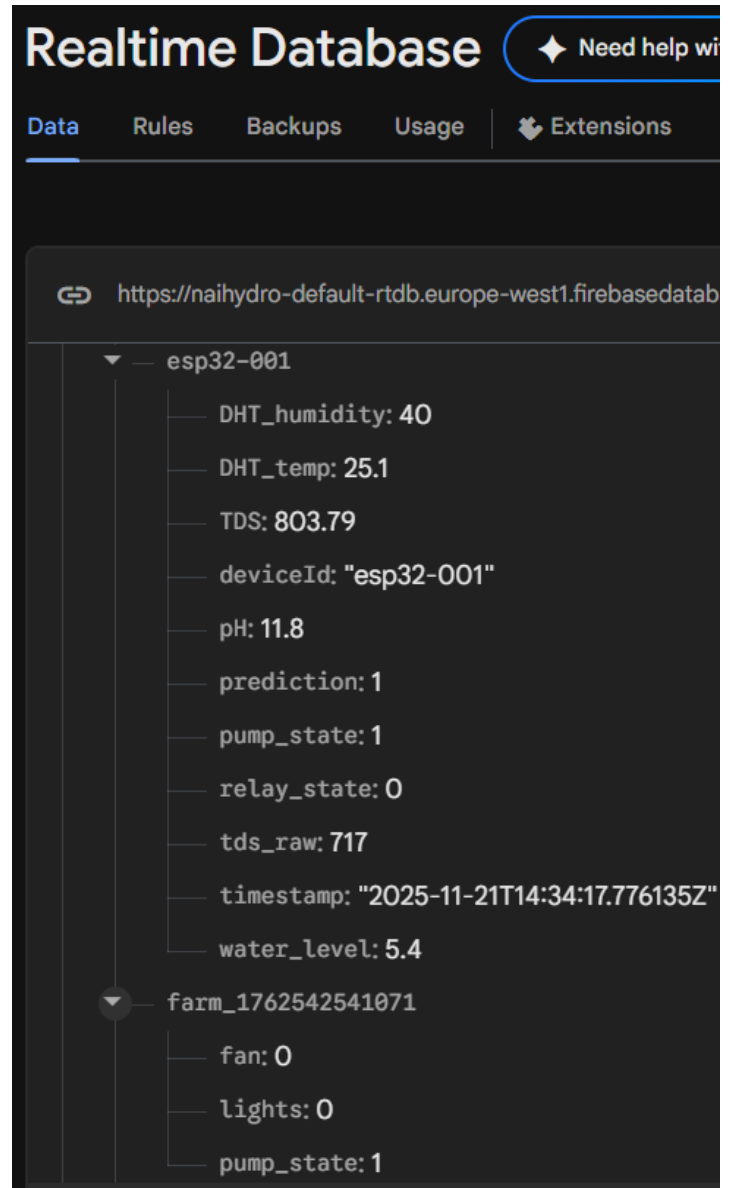 Realtime Database
Need help wi
Data Rules Backups Usage Extensions
https://naihydro-default-rtdb.europe-west1.firebasedatab
esp32-001
DHT_humidity: 40
DHT_temp: 25.1
TDS: 803.79
deviceId: "esp32-001"
pH: 11.8
prediction: 1
pump_state: 1
relay_state: 0
tds_raw: 717
timestamp: "2025-11-21T14:34:17.776135Z"
water_level: 5.4
farm_1762542541071
fan: 0
lights: 0
pump_state: 1